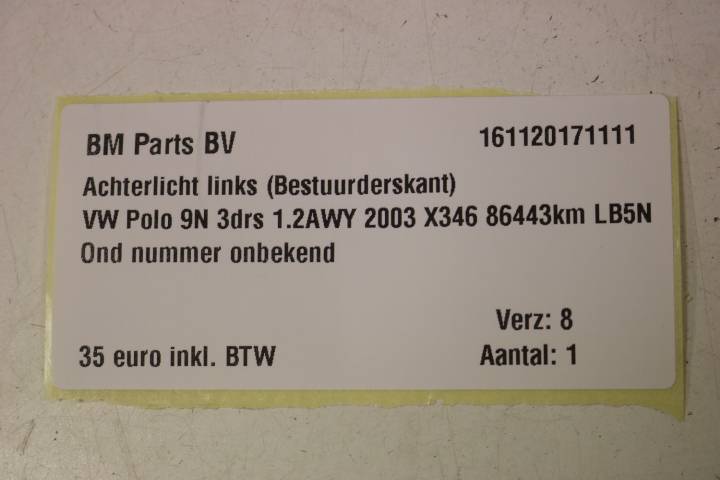 BM Parts BV 161120171111
Achterlicht links (Bestuurderskant)
VW Polo 9N 3drs 1.2AWY 2003 X346 86443km LB5N
Ond nummer onbekend
Verz: 8
35 euro inkl. BTW Aantal: 1